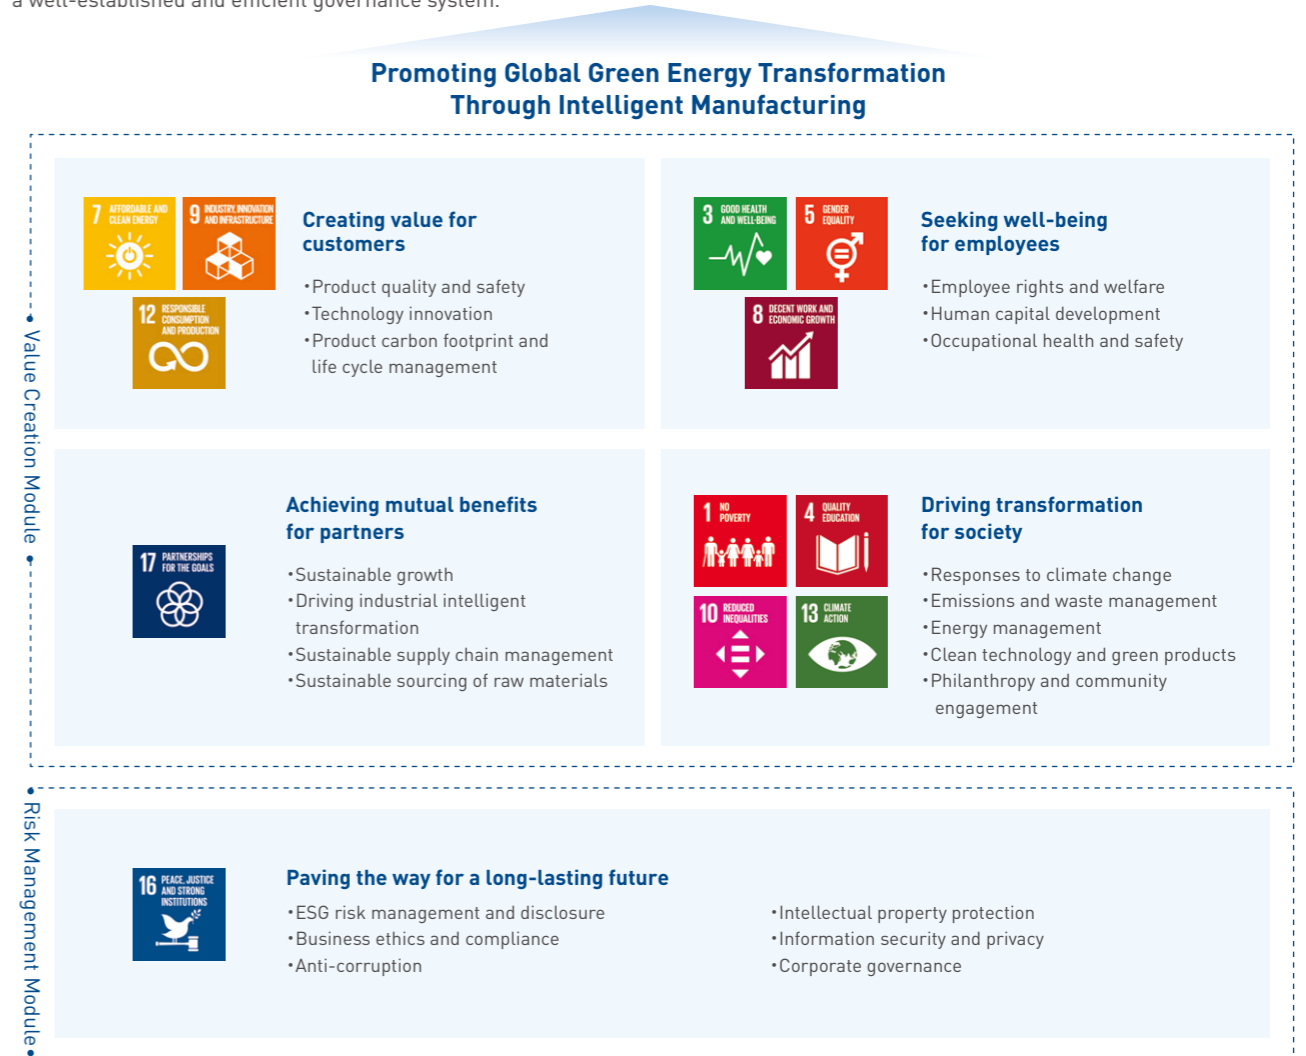 a well-established and efficient governance system.
Promoting Global Green Energy Transformation
Through Intelligent Manufacturing
Value Creation Module
7 AFFORDABLE AND
CLEAN ENERGY
9 INDUSTRY, INNOVATION
AND INFRASTRUCTURE
12 RESPONSIBLE
CONSUMPTION
AND PRODUCTION
Creating value for
customers
•Product quality and safety
•Technology innovation
•Product carbon footprint and
life cycle management
3 GOOD HEALTH
AND WELL-BEING
5 GENDER
EQUALITY
8 DECENT WORK AND
ECONOMIC GROWTH
Seeking well-being
for employees
•Employee rights and welfare
•Human capital development
•Occupational health and safety
17 PARTNERSHIPS
FOR THE GOALS
Achieving mutual benefits
for partners
•Sustainable growth
•Driving industrial intelligent
transformation
•Sustainable supply chain management
•Sustainable sourcing of raw materials
1 NO
POVERTY
4 QUALITY
EDUCATION
10 REDUCED
INEQUALITIES
13 CLIMATE
ACTION
Driving transformation
for society
•Responses to climate change
•Emissions and waste management
•Energy management
•Clean technology and green products
•Philanthropy and community
engagement
Risk Management Module
16 PEACE, JUSTICE
AND STRONG
INSTITUTIONS
Paving the way for a long-lasting future
•ESG risk management and disclosure
•Business ethics and compliance
•Anti-corruption
•Intellectual property protection
•Information security and privacy
•Corporate governance